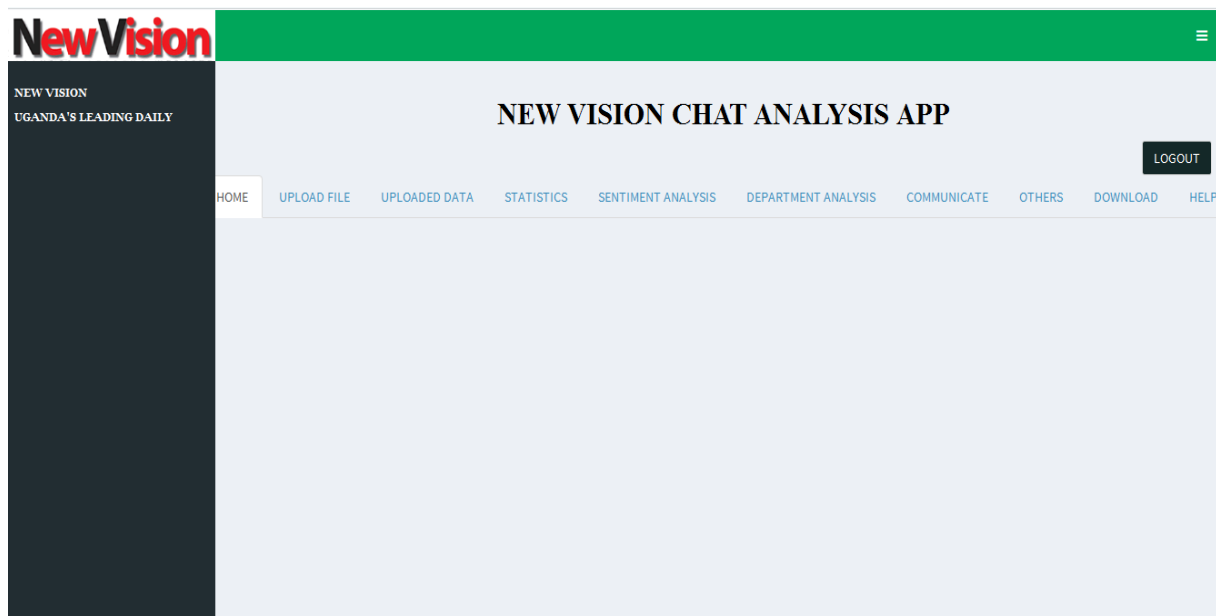 NewVision
NEW VISION
UGANDA'S LEADING DAILY
NEW VISION CHAT ANALYSIS APP
LOGOUT
HOME UPLOAD FILE UPLOADED DATA STATISTICS SENTIMENT ANALYSIS DEPARTMENT ANALYSIS COMMUNICATE OTHERS DOWNLOAD HELP